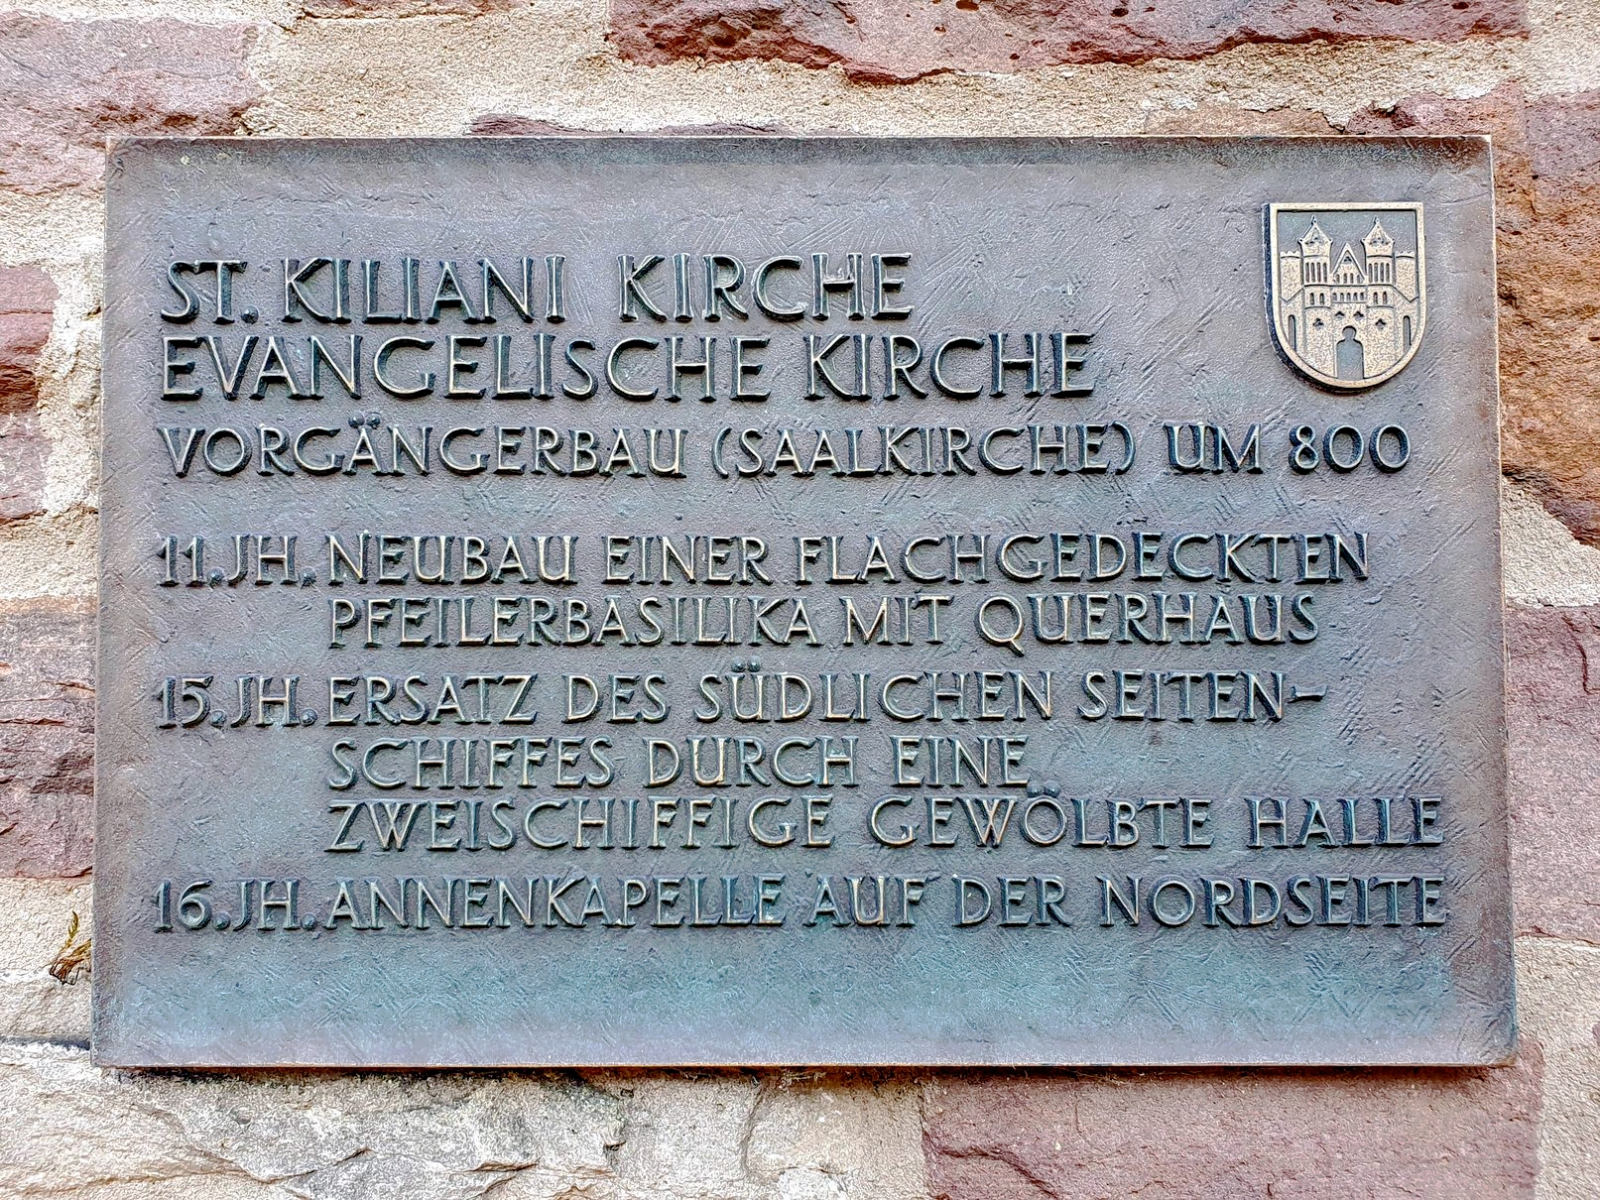 ST. KILIANI KIRCHE
EVANGELISCHE KIRCHE
VORGÄNGERBAU (SAALKIRCHE) UM 800
11.JH. NEUBAU EINER FLACHGEDECKTEN
PFEILERBASILIKA MIT QUERHAUS
15.JH. ERSATZ DES SÜDLICHEN SEITEN-
SCHIFFES DURCH EINE
ZWEISCHIFFIGE GEWÖLBTE HALLE
16.JH. ANNENKAPELLE AUF DER NORDSEITE